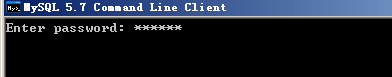 MySQL 5.7 Command Line Client
Enter password: ******